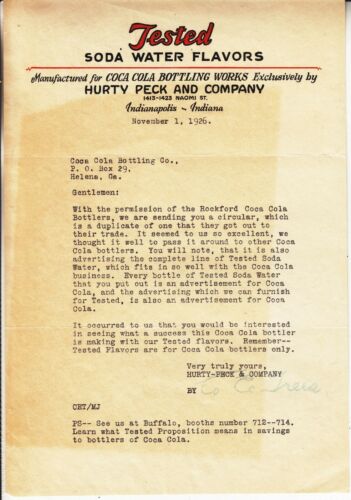 Tested
SODA WATER FLAVORS
Manufactured for COCA COLA BOTTLING WORKS Exclusively by
HURTY PECK AND COMPANY
1413-1423 NAOMI ST.
Indianapolis ~ Indiana
November 1, 1926.
Coca Cola Bottling Co.,
P. O. Box 29,
Helena, Ga.
Gentlemen:
With the permission of the Rockford Coca Cola
Bottlers, we are sending you a circular, which
is a duplicate of one that they got out to
their trade. It seemed to us so excellent, we
thought it well to pass it around to other Coca
Cola bottlers. You will note, that it is also
advertising the complete line of Tested Soda
Water, which fits in so well with the Coca Cola
business. Every bottle of Tested Soda Water
that you put out is an advertisement for Coca
Cola, and the advertising which we can furnish
for Tested, is also an advertisement for Coca
Cola.
It occurred to us that you would be interested
in seeing what a success this Coca Cola bottler
is making with our Tested flavors. Remember--
Tested Flavors are for Coca Cola bottlers only.
Very truly yours,
HURTY-PECK & COMPANY
BY
CET/MJ
PS-- See us at Buffalo, booths number 712--714.
Learn what Tested Proposition means in savings
to bottlers of Coca Cola.